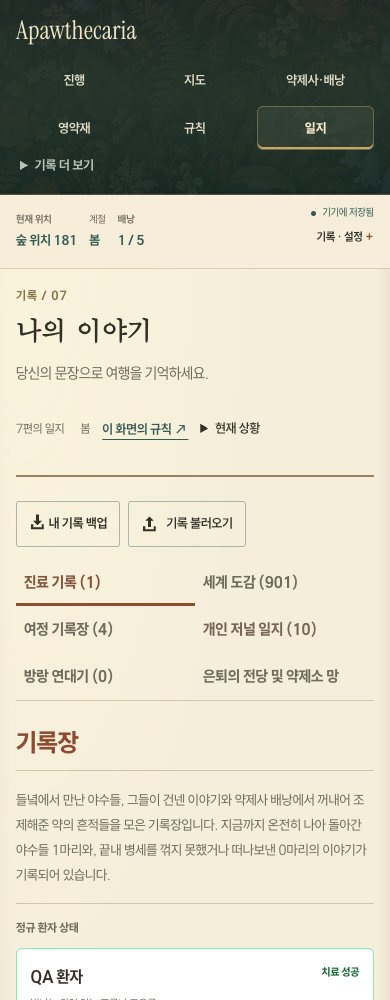 Apawthecaria
진행 지도 약제사·배낭
영약재 규칙 일지
▶ 기록 더 보기
현재 위치 계절 배낭 ● 기기에 저장됨
숲 위치 181 봄 1 / 5 기록 · 설정 +
기록 / 07
나의 이야기
당신의 문장으로 여행을 기억하세요.
7편의 일지 봄 이 화면의 규칙 ↗ ▶ 현재 상황
내 기록 백업 기록 불러오기
진료 기록 (1) 세계 도감 (901)
여정 기록장 (4) 개인 저널 일지 (10)
방랑 연대기 (0) 은퇴의 전당 및 약제소 망
기록장
들녘에서 만난 야수들, 그들이 건넨 이야기와 약제사 배낭에서 꺼내어 조
제해준 약의 흔적들을 모은 기록장입니다. 지금까지 온전히 나아 돌아간
야수들 1마리와, 끝내 병세를 꺾지 못했거나 떠나보낸 0마리의 이야기가
기록되어 있습니다.
정규 환자 상태
QA 환자 치료 성공